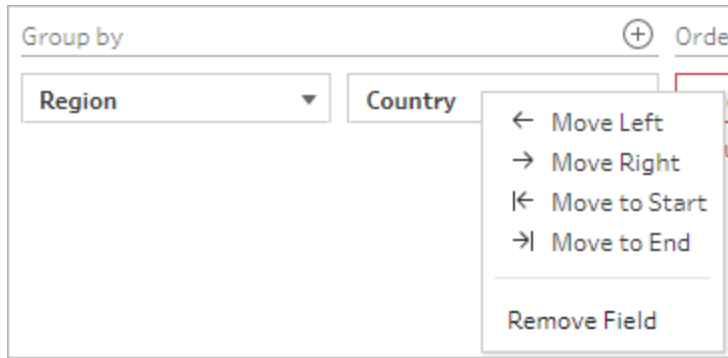 Group by Orde
Region Country
Move Left
Move Right
Move to Start
Move to End
Remove Field